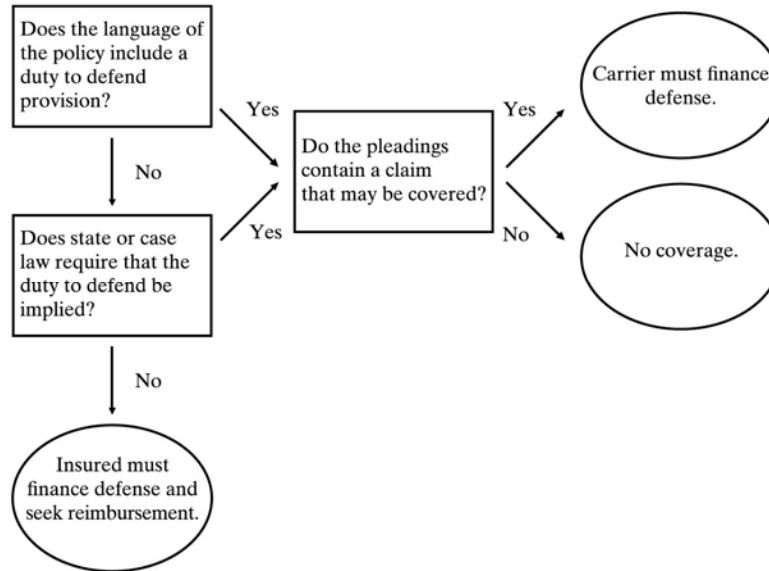 Does the language of
the policy include a
duty to defend
provision?
Yes
No
Does state or case
law require that the
duty to defend be
implied?
Yes
No
Insured must
finance defense and
seek reimbursement.
Do the pleadings
contain a claim
that may be covered?
Yes
No
Carrier must finance
defense.
No coverage.